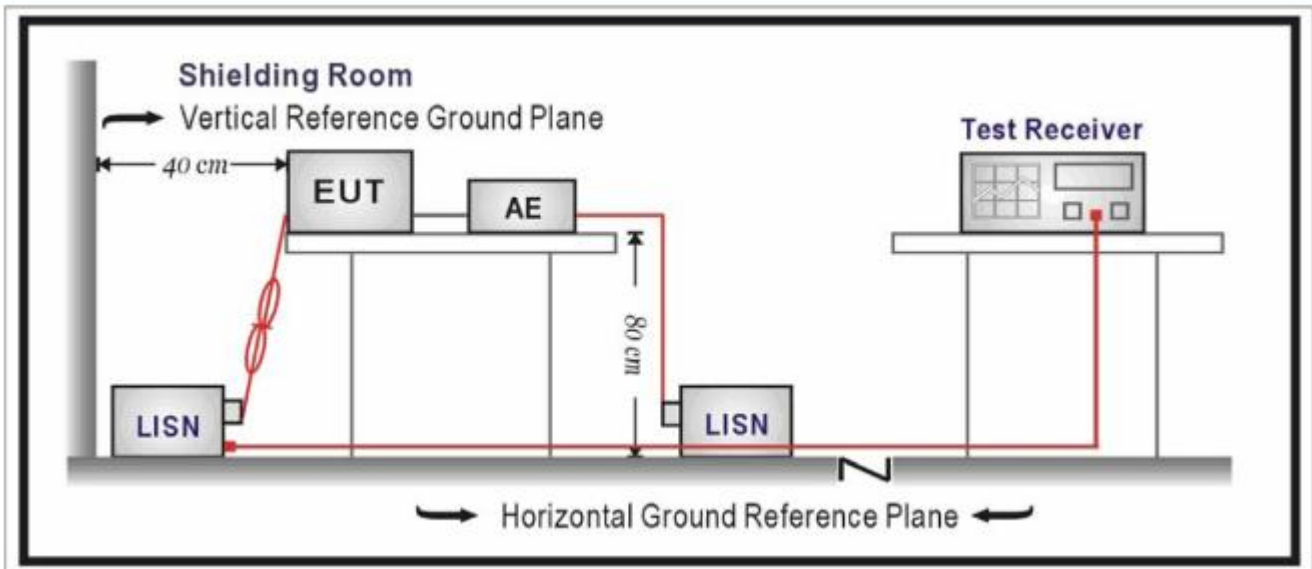 Shielding Room
Vertical Reference Ground Plane
40 cm
EUT
AE
Test Receiver
80 cm
LISN
LISN
Horizontal Ground Reference Plane